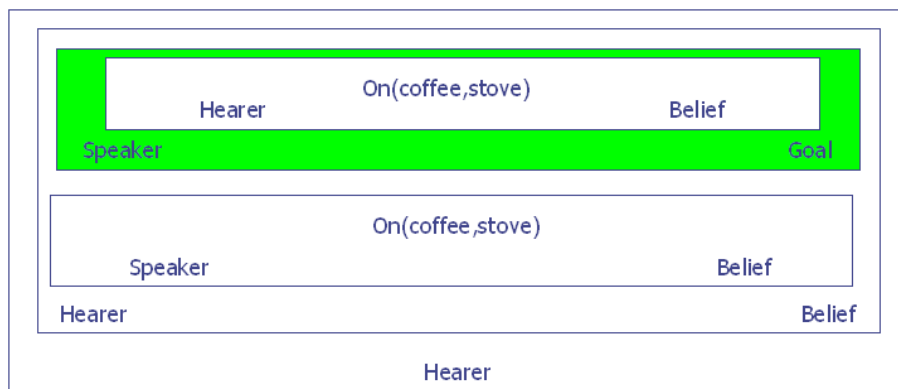 On(coffee,stove)
Hearer Belief
Speaker Goal
On(coffee,stove)
Speaker Belief
Hearer Belief
Hearer